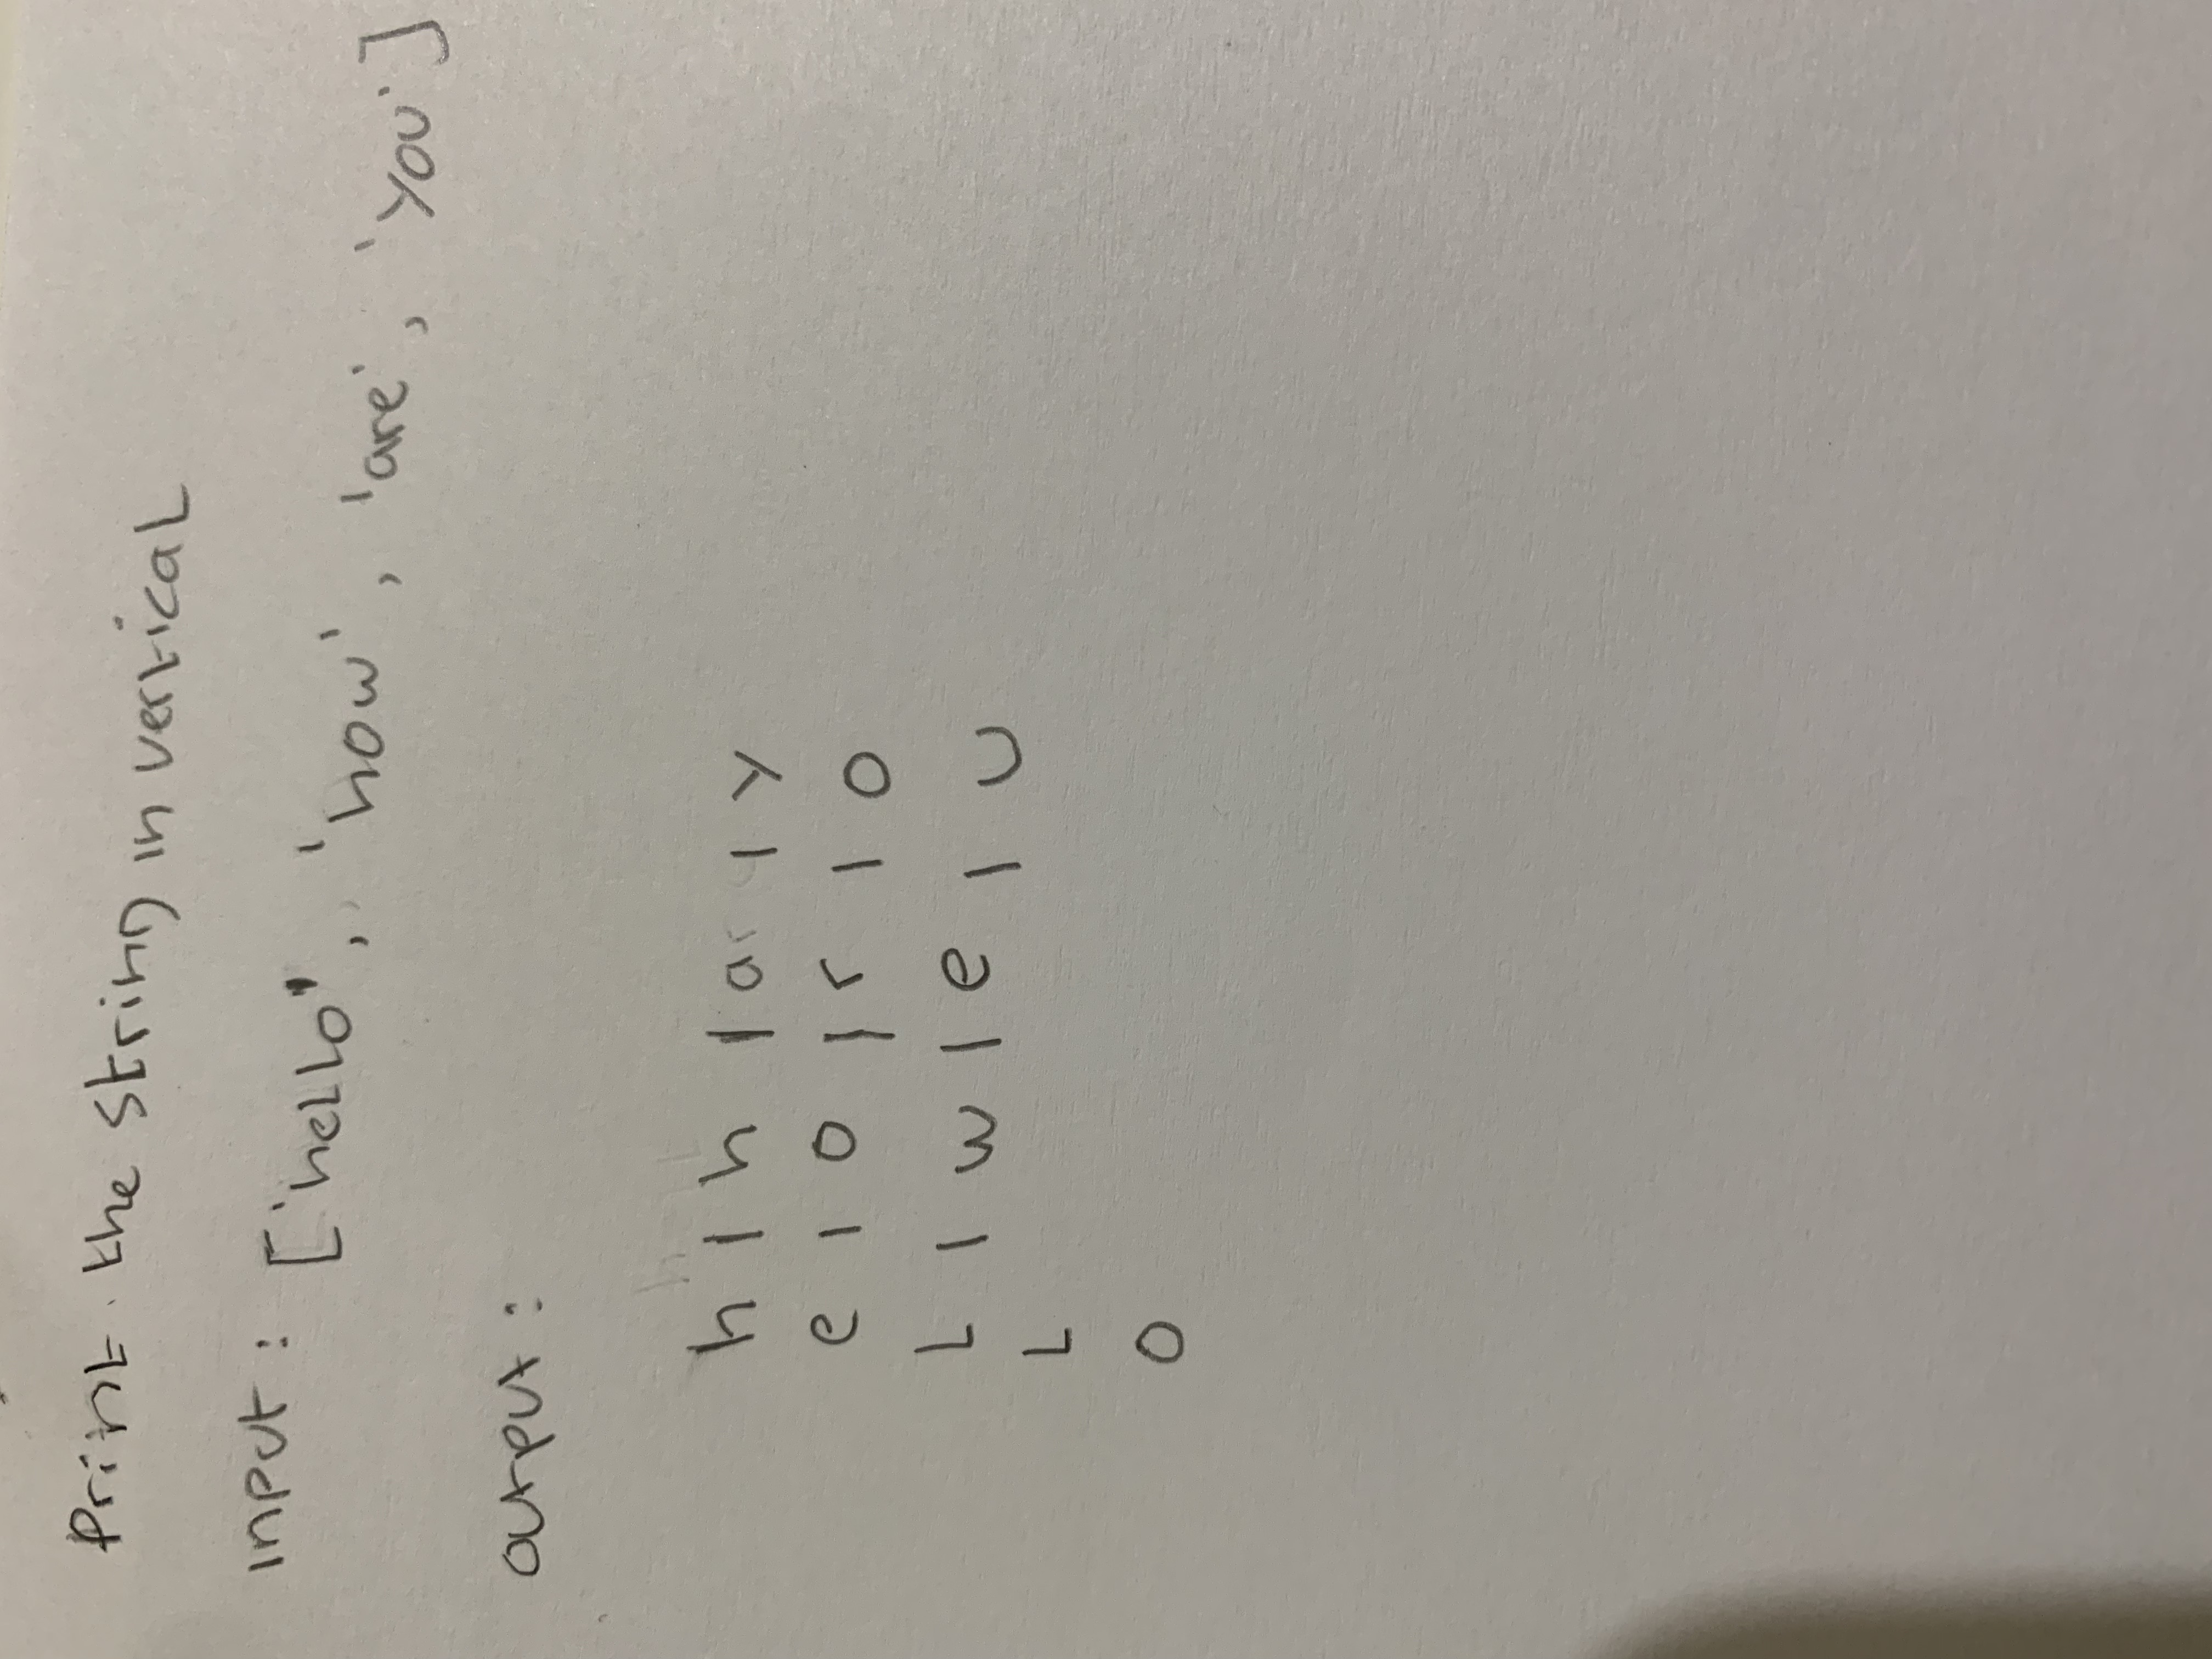 Print the string in vertical
input : ['hello", 'how', 'are', 'you']
output :
h | h | a | y
e | o | r | o
L | w | e | u
L
o